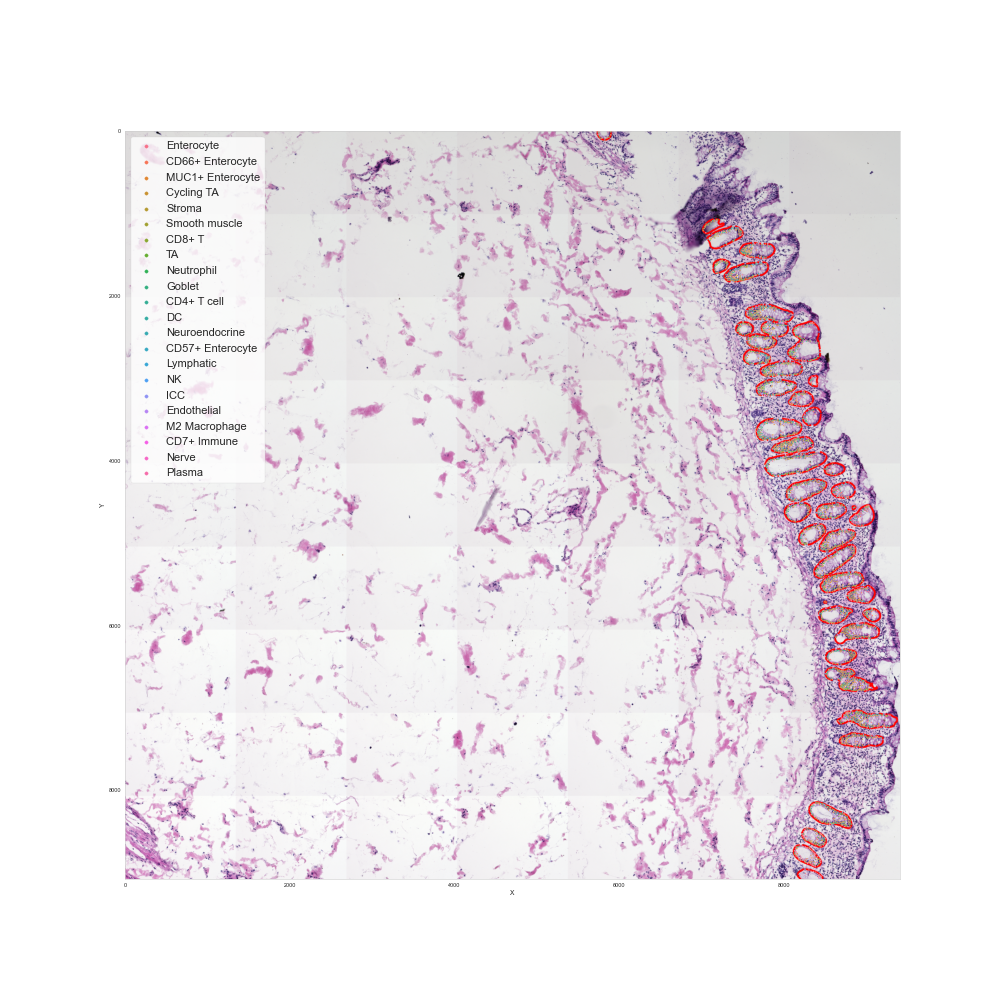 0
Enterocyte
CD66+ Enterocyte
MUC1+ Enterocyte
Cycling TA
Stroma
Smooth muscle
CD8+ T
TA
Neutrophil
Goblet
CD4+ T cell
DC
Neuroendocrine
CD57+ Enterocyte
Lymphatic
NK
ICC
Endothelial
M2 Macrophage
CD7+ Immune
Nerve
Plasma
2000
4000
Y
6000
8000
0 2000 4000 6000 8000
X